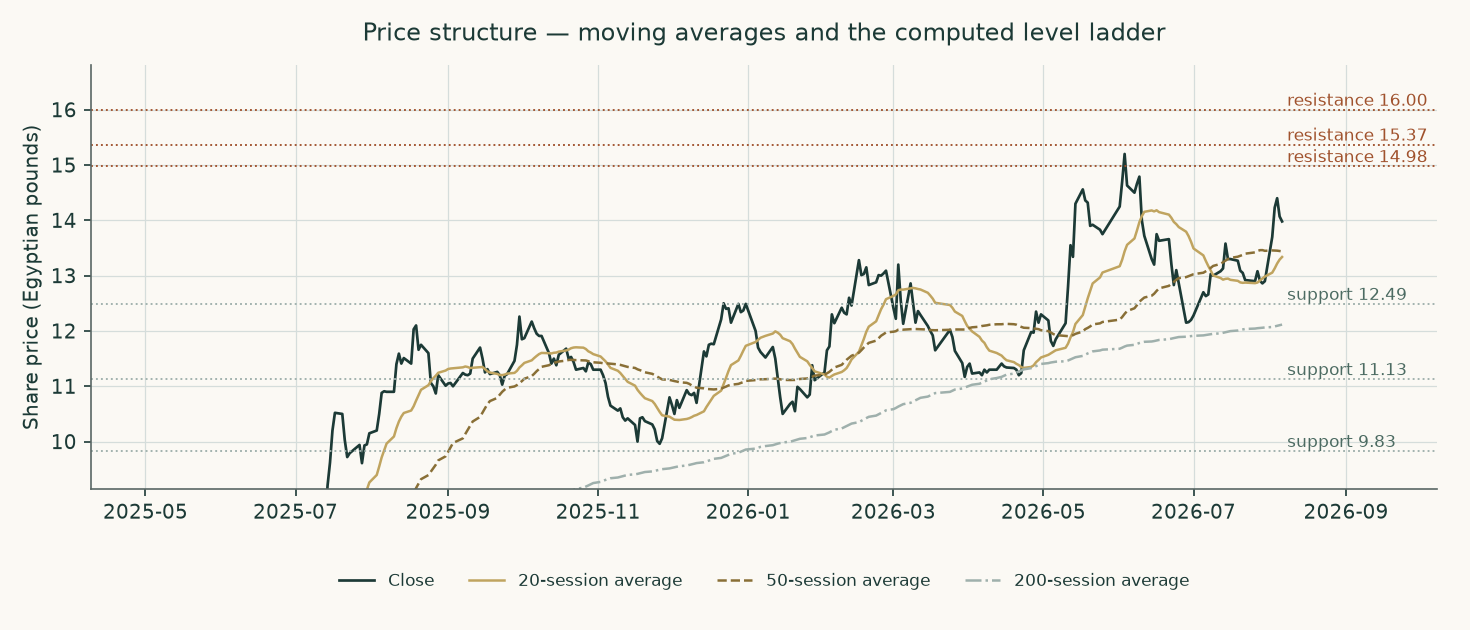 Price structure — moving averages and the computed level ladder
Share price (Egyptian pounds)
16
15
14
13
12
11
10
resistance 16.00
resistance 15.37
resistance 14.98
support 12.49
support 11.13
support 9.83
2025-05
2025-07
2025-09
2025-11
2026-01
2026-03
2026-05
2026-07
2026-09
Close
20-session average
50-session average
200-session average